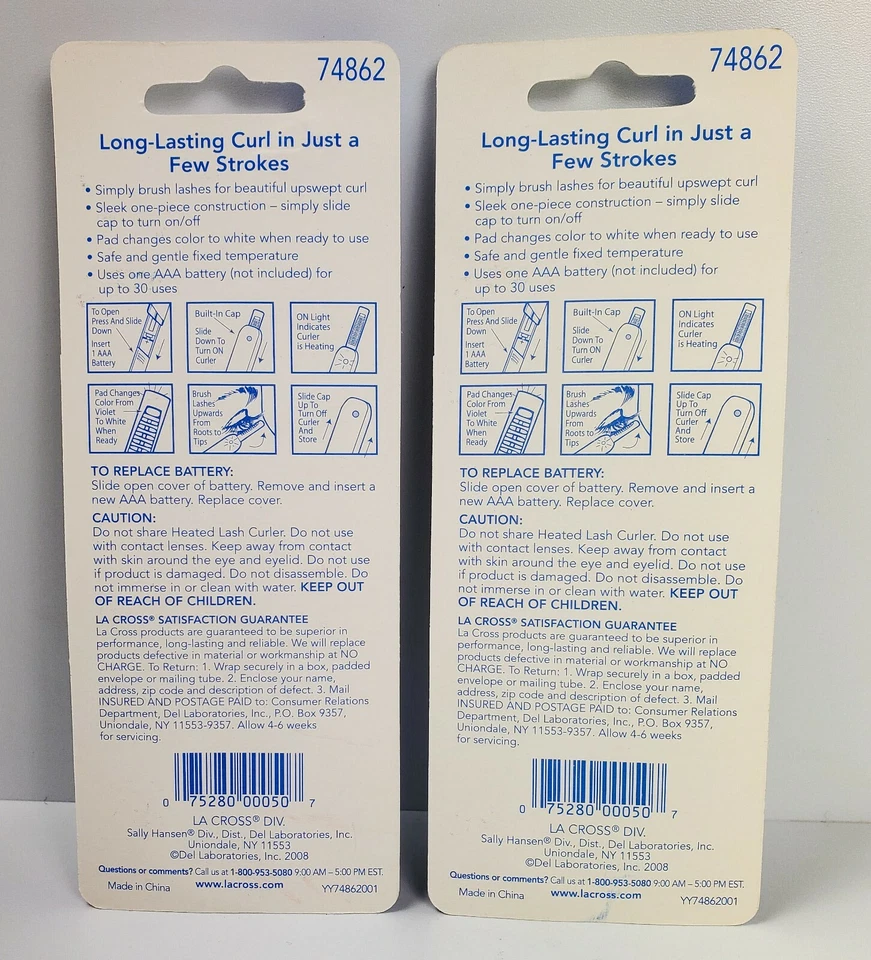 74862
Long-Lasting Curl in Just a
Few Strokes
• Simply brush lashes for beautiful upswept curl
• Sleek one-piece construction – simply slide
cap to turn on/off
• Pad changes color to white when ready to use
• Safe and gentle fixed temperature
• Uses one AAA battery (not included) for
up to 30 uses
To Open
Press And Slide
Down
Insert
1 AAA
Battery
Built-In Cap
Slide
Down To
Turn ON
Curler
ON Light
Indicates
Curler
is Heating
Pad Changes
Color From
Violet
To White
When
Ready
Brush
Lashes
Upwards
From
Roots to
Tips
Slide Cap
Up To
Turn Off
Curler
And
Store
TO REPLACE BATTERY:
Slide open cover of battery. Remove and insert a
new AAA battery. Replace cover.
CAUTION:
Do not share Heated Lash Curler. Do not use
with contact lenses. Keep away from contact
with skin around the eye and eyelid. Do not use
if product is damaged. Do not disassemble. Do
not immerse in or clean with water. KEEP OUT
OF REACH OF CHILDREN.
LA CROSS® SATISFACTION GUARANTEE
La Cross products are guaranteed to be superior in
performance, long-lasting and reliable. We will replace
products defective in material or workmanship at NO
CHARGE. To Return: 1. Wrap securely in a box, padded
envelope or mailing tube. 2. Enclose your name,
address, zip code and description of defect. 3. Mail
INSURED AND POSTAGE PAID to: Consumer Relations
Department, Del Laboratories, Inc., P.O. Box 9357,
Uniondale, NY 11553-9357. Allow 4-6 weeks
for servicing.
0 75280 00050 7
LA CROSS® DIV.
Sally Hansen® Div., Dist., Del Laboratories, Inc.
Uniondale, NY 11553
©Del Laboratories, Inc. 2008
Questions or comments? Call us at 1-800-953-5080 9:00 AM – 5:00 PM EST.
Made in China www.lacross.com YY74862001
74862
Long-Lasting Curl in Just a
Few Strokes
• Simply brush lashes for beautiful upswept curl
• Sleek one-piece construction – simply slide
cap to turn on/off
• Pad changes color to white when ready to use
• Safe and gentle fixed temperature
• Uses one AAA battery (not included) for
up to 30 uses
To Open
Press And Slide
Down
Insert
1 AAA
Battery
Built-In Cap
Slide
Down To
Turn ON
Curler
ON Light
Indicates
Curler
is Heating
Pad Changes
Color From
Violet
To White
When
Ready
Brush
Lashes
Upwards
From
Roots to
Tips
Slide Cap
Up To
Turn Off
Curler
And
Store
TO REPLACE BATTERY:
Slide open cover of battery. Remove and insert a
new AAA battery. Replace cover.
CAUTION:
Do not share Heated Lash Curler. Do not use
with contact lenses. Keep away from contact
with skin around the eye and eyelid. Do not use
if product is damaged. Do not disassemble. Do
not immerse in or clean with water. KEEP OUT
OF REACH OF CHILDREN.
LA CROSS® SATISFACTION GUARANTEE
La Cross products are guaranteed to be superior in
performance, long-lasting and reliable. We will replace
products defective in material or workmanship at NO
CHARGE. To Return: 1. Wrap securely in a box, padded
envelope or mailing tube. 2. Enclose your name,
address, zip code and description of defect. 3. Mail
INSURED AND POSTAGE PAID to: Consumer Relations
Department, Del Laboratories, Inc., P.O. Box 9357,
Uniondale, NY 11553-9357. Allow 4-6 weeks
for servicing.
0 75280 00050 7
LA CROSS® DIV.
Sally Hansen® Div., Dist., Del Laboratories, Inc.
Uniondale, NY 11553
©Del Laboratories, Inc. 2008
Questions or comments? Call us at 1-800-953-5080 9:00 AM – 5:00 PM EST.
Made in China www.lacross.com YY74862001